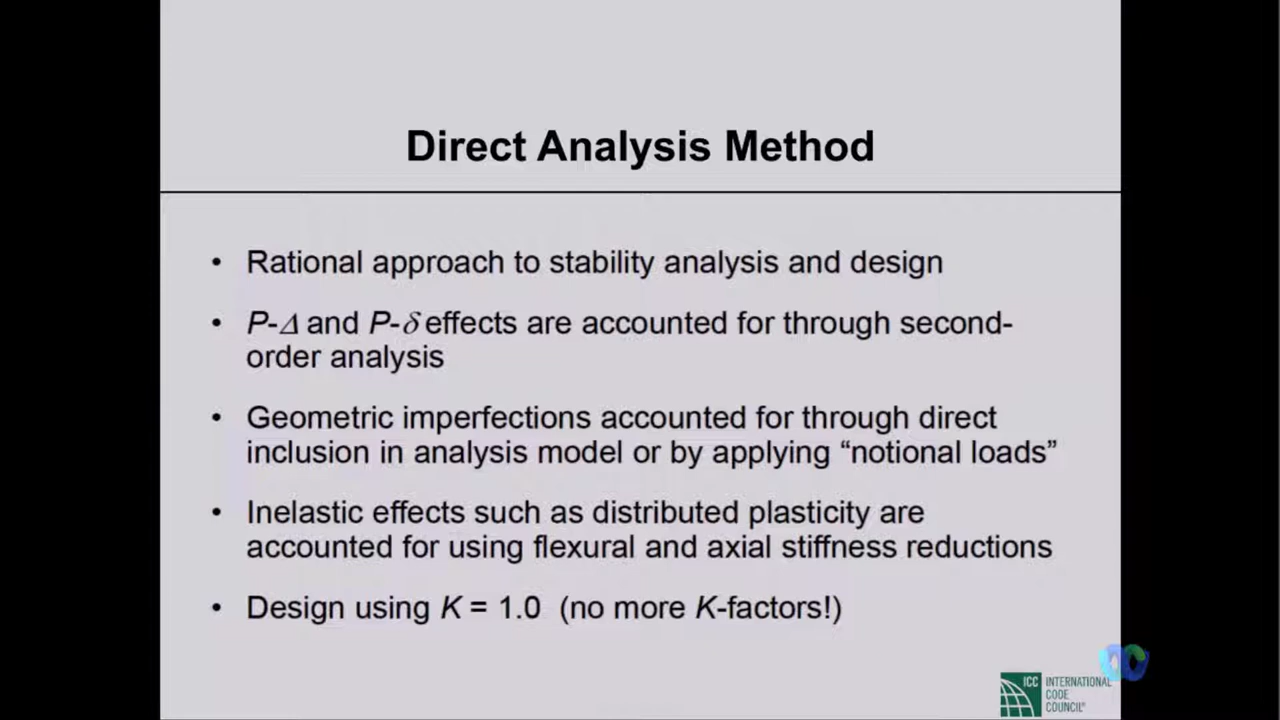 Direct Analysis Method
• Rational approach to stability analysis and design
• P-Δ and P-δ effects are accounted for through second-
order analysis
• Geometric imperfections accounted for through direct
inclusion in analysis model or by applying “notional loads”
• Inelastic effects such as distributed plasticity are
accounted for using flexural and axial stiffness reductions
• Design using K = 1.0 (no more K-factors!)
ICC
INTERNATIONAL
CODE
COUNCIL®